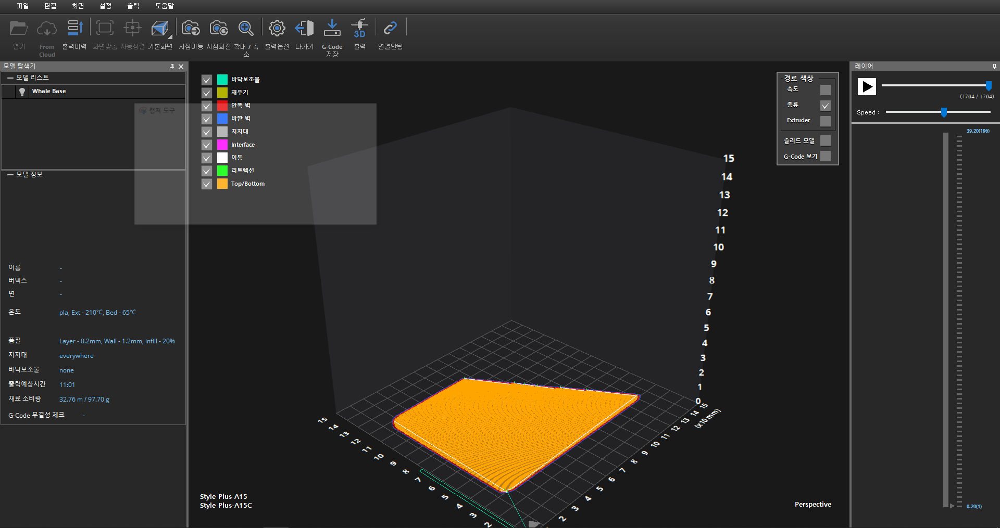 파일 편집 화면 설정 출력 도움말
열기 From Cloud 출력이력 화면맞춤 자동정렬 기본화면 시점이동 시점회전 확대 / 축소 출력옵션 나가기 G-Code 저장 3D 출력 연결안됨
모델 탐색기
모델 리스트
Whale Base
캡처 도구
모델 정보
이름 -
버텍스 -
면 -
온도 pla, Ext - 210℃, Bed - 65℃
품질 Layer - 0.2mm, Wall - 1.2mm, Infill - 20%
지지대 everywhere
바닥보조물 none
출력예상시간 11:01
재료 소비량 32.76 m / 97.70 g
G-Code 무결성 체크 -
바닥보조물
채우기
안쪽 벽
바깥 벽
지지대
Interface
이동
리트렉션
Top/Bottom
15
14
13
12
11
10
9
8
7
6
5
4
3
2
1
0
15
14
13
12
11
10
9
8
7
6
5
4
3
2
15
14
13
12
11
10
9
8
7
6
5
4
3
2
(x10 mm)
Style Plus-A15
Style Plus-A15C
Perspective
경로 색상
속도
종류
Extruder
솔리드 모델
G-Code 보기
레이어
(1764 / 1764)
Speed :
39.20(196)
0.20(1)